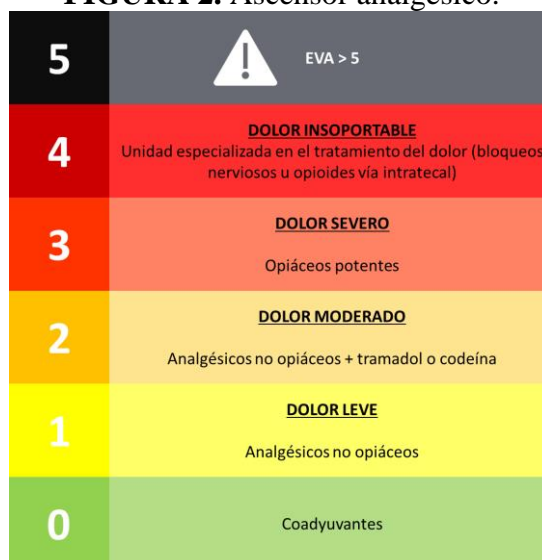 FIGURA 2. Ascensor analgésico.
5
EVA > 5
4
DOLOR INSOPORTABLE
Unidad especializada en el tratamiento del dolor (bloqueos
nerviosos u opioides vía intratecal)
3
DOLOR SEVERO
Opiáceos potentes
2
DOLOR MODERADO
Analgésicos no opiáceos + tramadol o codeína
1
DOLOR LEVE
Analgésicos no opiáceos
0
Coadyuvantes